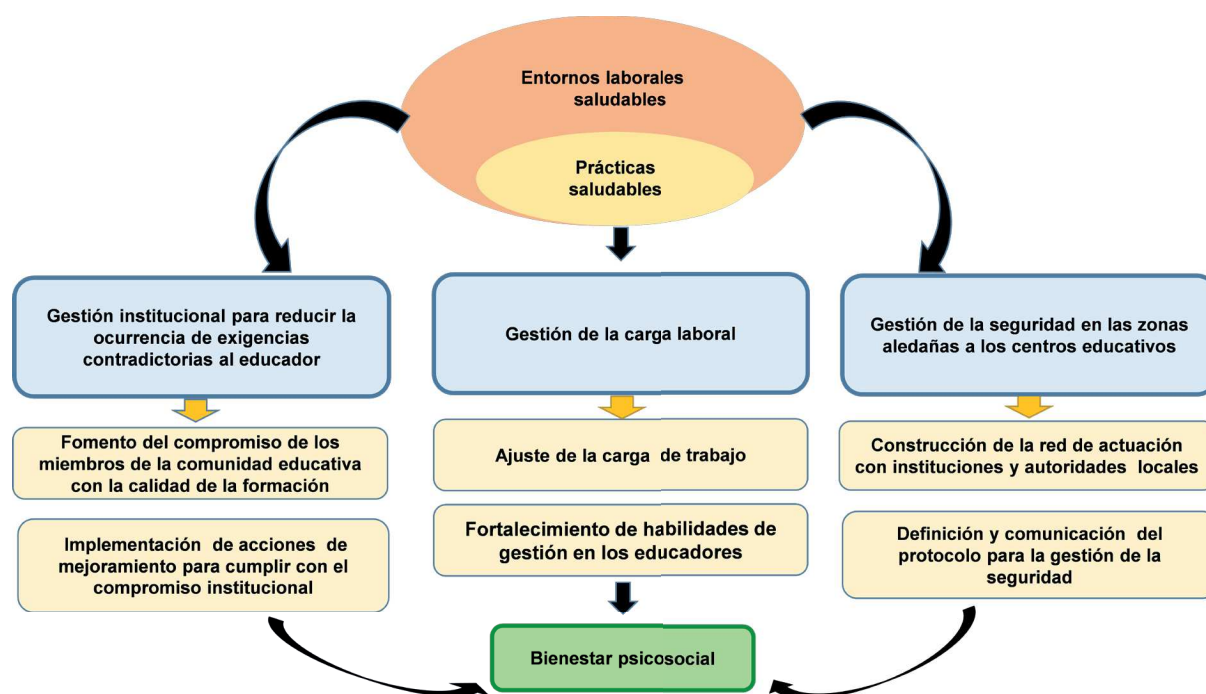 Entornos laborales
saludables
Prácticas
saludables
Gestión institucional para reducir la
ocurrencia de exigencias
contradictorias al educador
Gestión de la carga laboral
Gestión de la seguridad en las zonas
aledañas a los centros educativos
Fomento del compromiso de los
miembros de la comunidad educativa
con la calidad de la formación
Ajuste de la carga de trabajo
Construcción de la red de actuación
con instituciones y autoridades locales
Implementación de acciones de
mejoramiento para cumplir con el
compromiso institucional
Fortalecimiento de habilidades de
gestión en los educadores
Definición y comunicación del
protocolo para la gestión de la
seguridad
Bienestar psicosocial